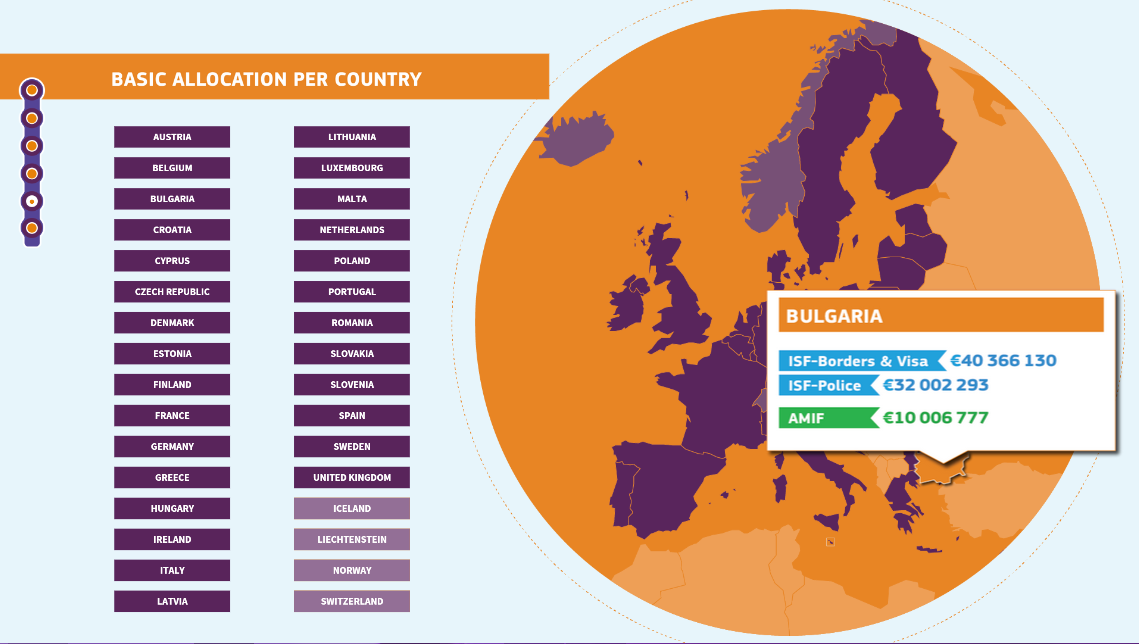 BASIC ALLOCATION PER COUNTRY
AUSTRIA
BELGIUM
BULGARIA
CROATIA
CYPRUS
CZECH REPUBLIC
DENMARK
ESTONIA
FINLAND
FRANCE
GERMANY
GREECE
HUNGARY
IRELAND
ITALY
LATVIA
LITHUANIA
LUXEMBOURG
MALTA
NETHERLANDS
POLAND
PORTUGAL
ROMANIA
SLOVAKIA
SLOVENIA
SPAIN
SWEDEN
UNITED KINGDOM
ICELAND
LIECHTENSTEIN
NORWAY
SWITZERLAND
BULGARIA
ISF-Borders & Visa €40 366 130
ISF-Police €32 002 293
AMIF €10 006 777